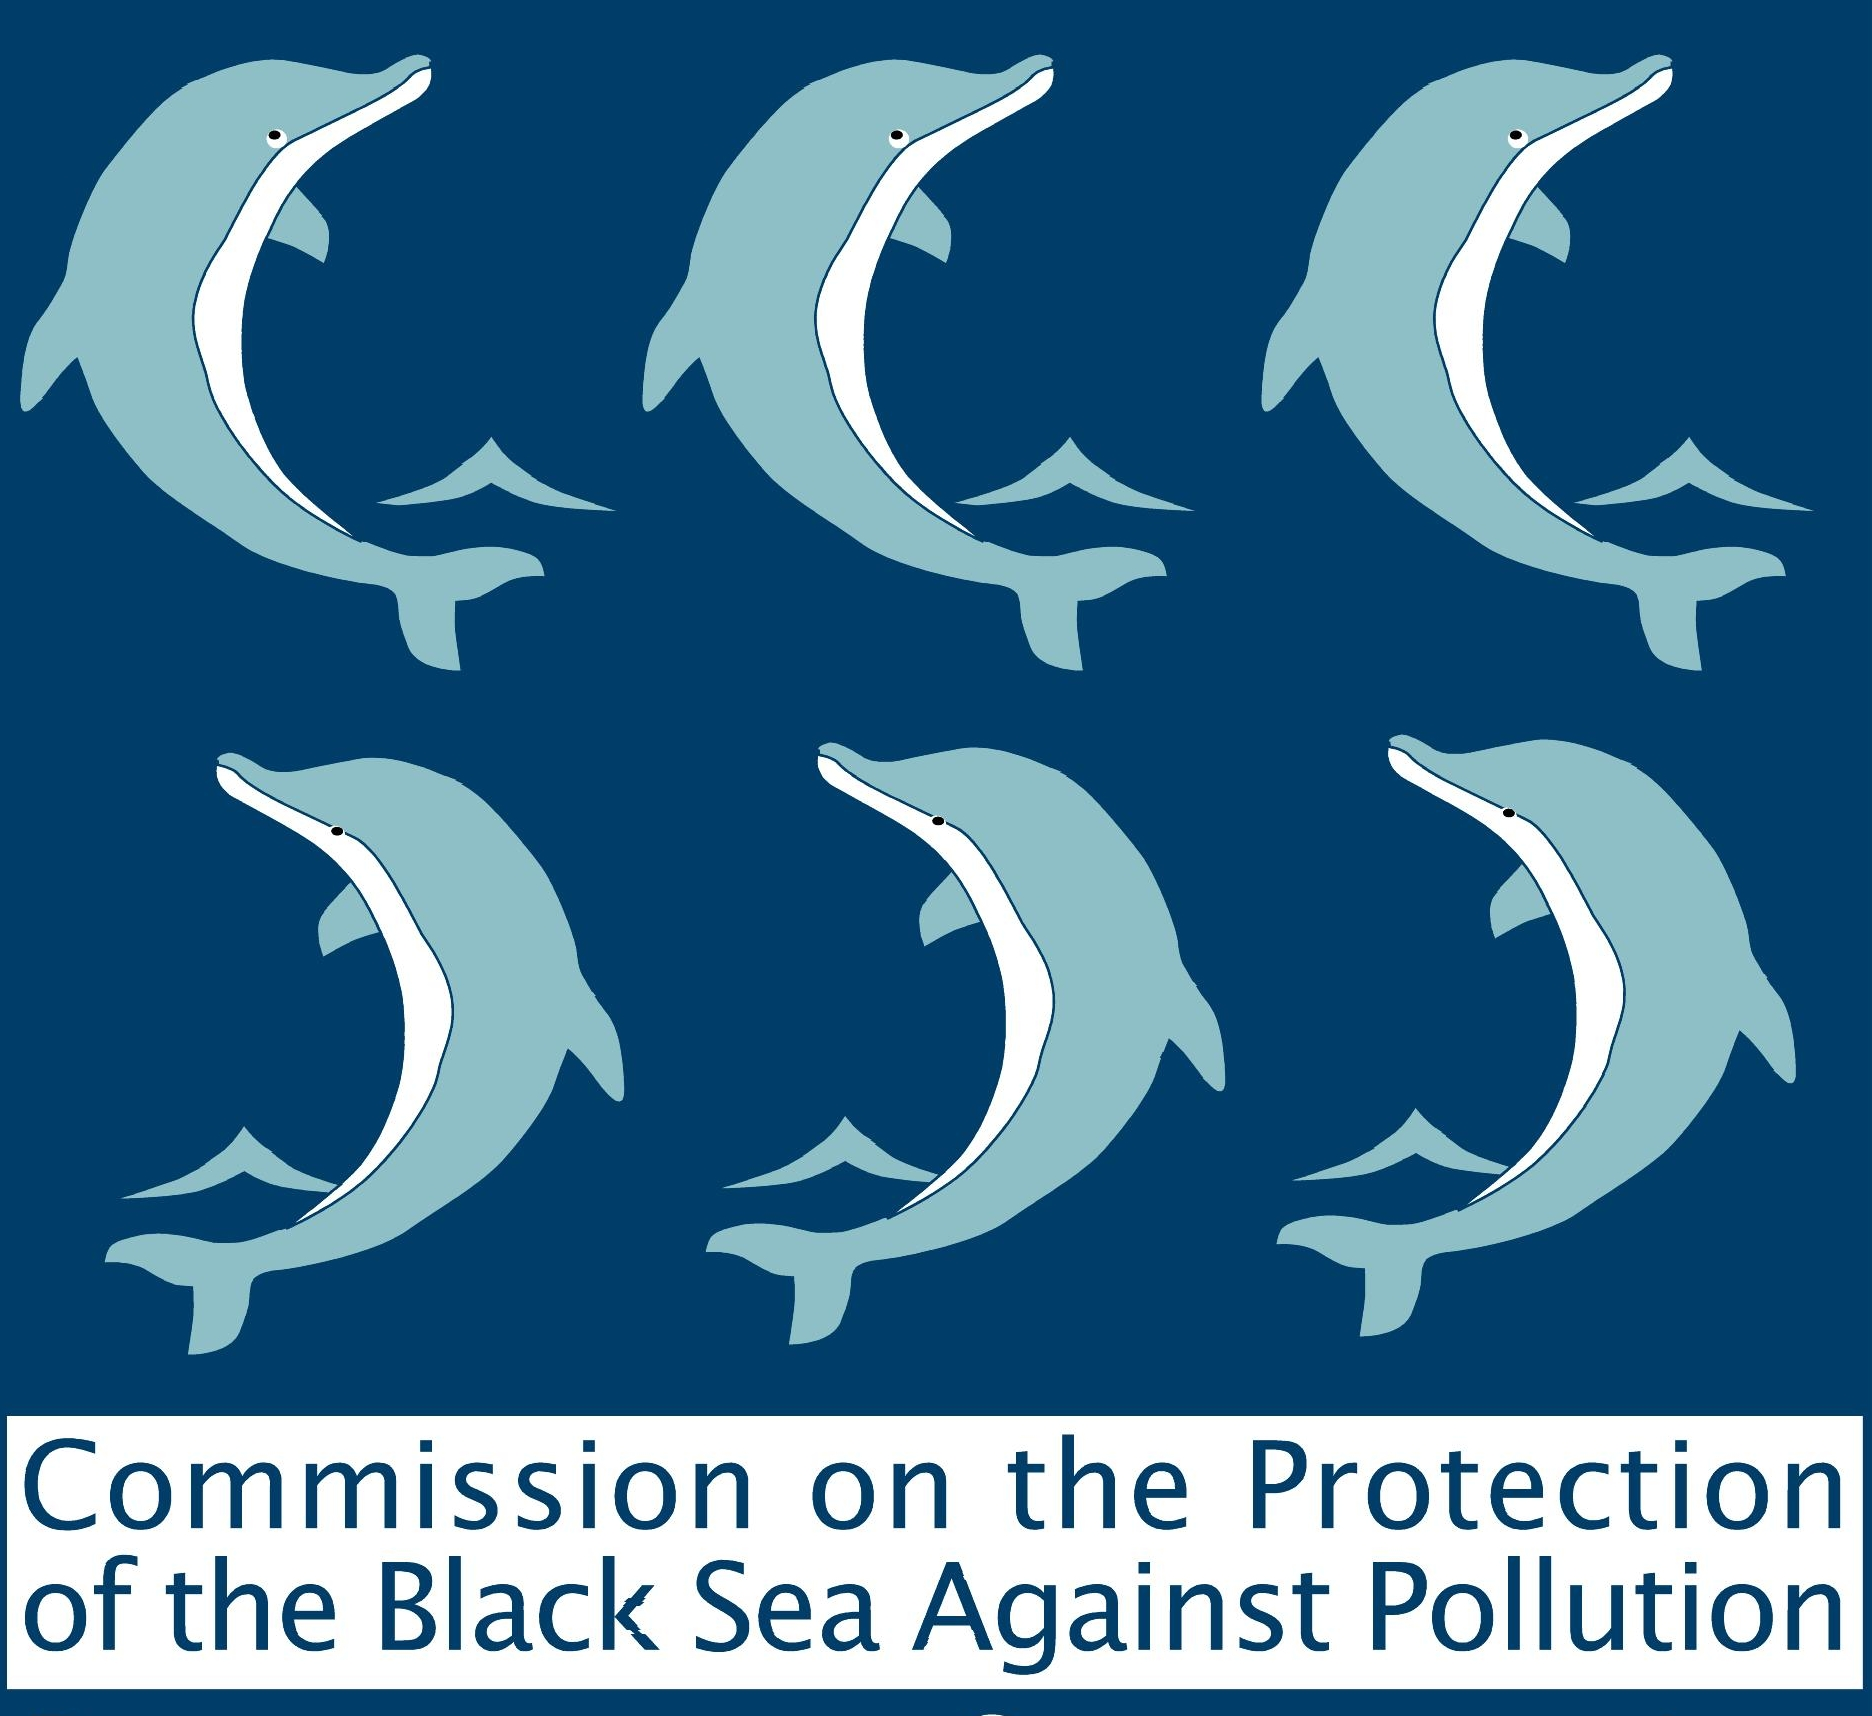 Commission on the Protection
of the Black Sea Against Pollution